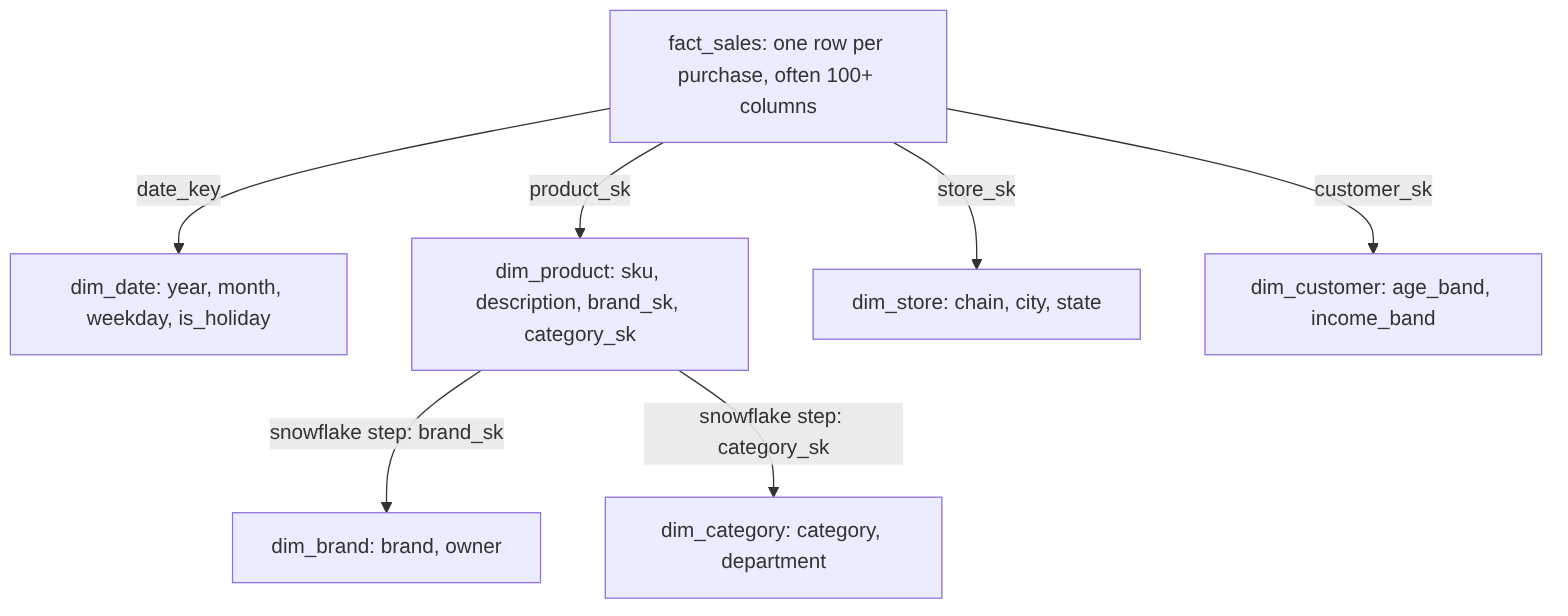 fact_sales: one row per
purchase, often 100+
columns
date_key
product_sk
store_sk
customer_sk
dim_date: year, month,
weekday, is_holiday
dim_product: sku,
description, brand_sk,
category_sk
dim_store: chain, city, state
dim_customer: age_band,
income_band
snowflake step: brand_sk
snowflake step:
category_sk
dim_brand: brand, owner
dim_category: category,
department